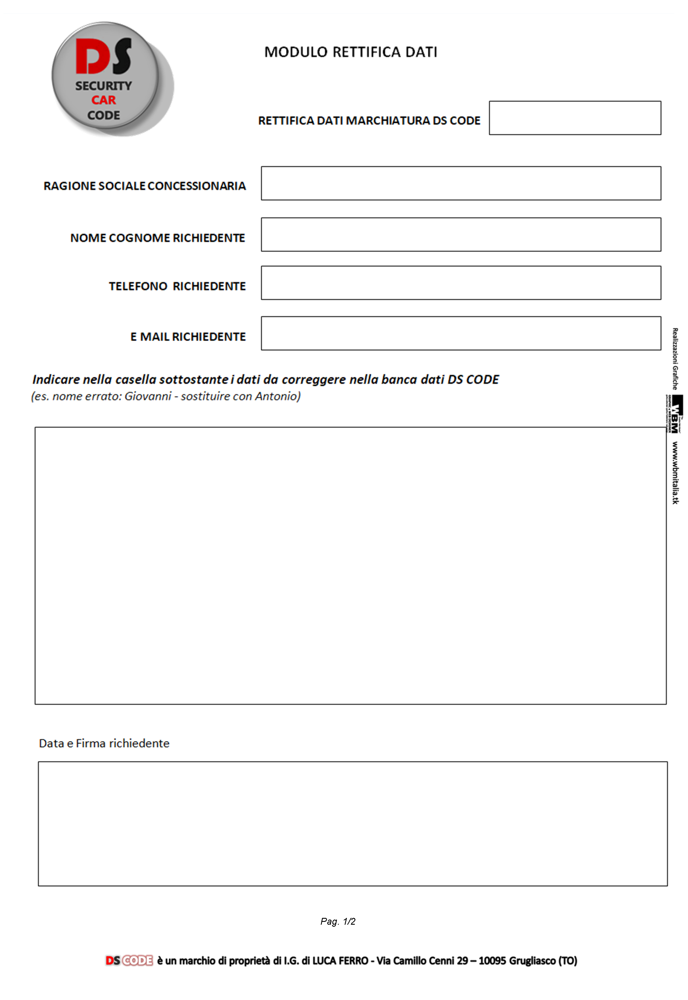 DS
SECURITY
CAR
CODE
MODULO RETTIFICA DATI
RETTIFICA DATI MARCHIATURA DS CODE
RAGIONE SOCIALE CONCESSIONARIA
NOME COGNOME RICHIEDENTE
TELEFONO RICHIEDENTE
E MAIL RICHIEDENTE
Indicare nella casella sottostante i dati da correggere nella banca dati DS CODE
(es. nome errato: Giovanni - sostituire con Antonio)
Realizzazioni Grafiche
WBM
GRAPHIC & WEB DESIGNER
www.wbmitalia.tk
Data e Firma richiedente
Pag. 1/2
DS CODE è un marchio di proprietà di I.G. di LUCA FERRO - Via Camillo Cenni 29 – 10095 Grugliasco (TO)